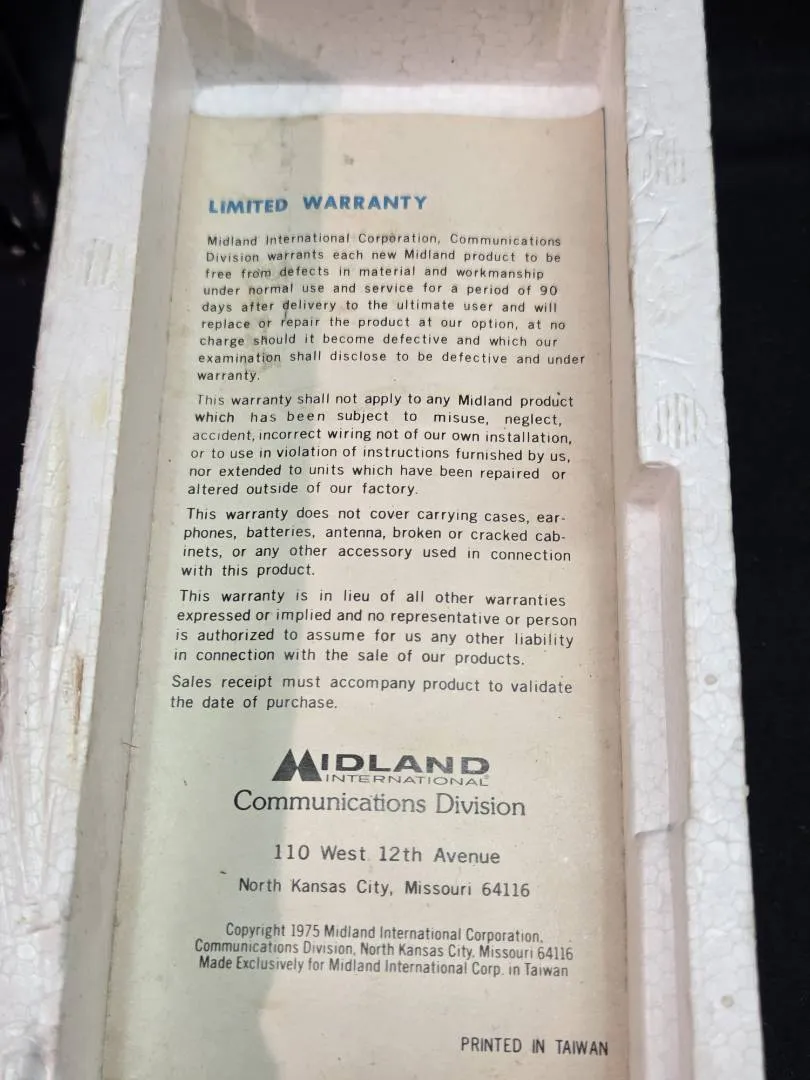 LIMITED WARRANTY
Midland International Corporation, Communications
Division warrants each new Midland product to be
free from defects in material and workmanship
under normal use and service for a period of 90
days after delivery to the ultimate user and will
replace or repair the product at our option, at no
charge should it become defective and which our
examination shall disclose to be defective and under
warranty.
This warranty shall not apply to any Midland product
which has been subject to misuse, neglect,
accident, incorrect wiring not of our own installation,
or to use in violation of instructions furnished by us,
nor extended to units which have been repaired or
altered outside of our factory.
This warranty does not cover carrying cases, ear-
phones, batteries, antenna, broken or cracked cab-
inets, or any other accessory used in connection
with this product.
This warranty is in lieu of all other warranties
expressed or implied and no representative or person
is authorized to assume for us any other liability
in connection with the sale of our products.
Sales receipt must accompany product to validate
the date of purchase.
MIDLAND
INTERNATIONAL
Communications Division
110 West 12th Avenue
North Kansas City, Missouri 64116
Copyright 1975 Midland International Corporation,
Communications Division, North Kansas City, Missouri 64116
Made Exclusively for Midland International Corp. in Taiwan
PRINTED IN TAIWAN